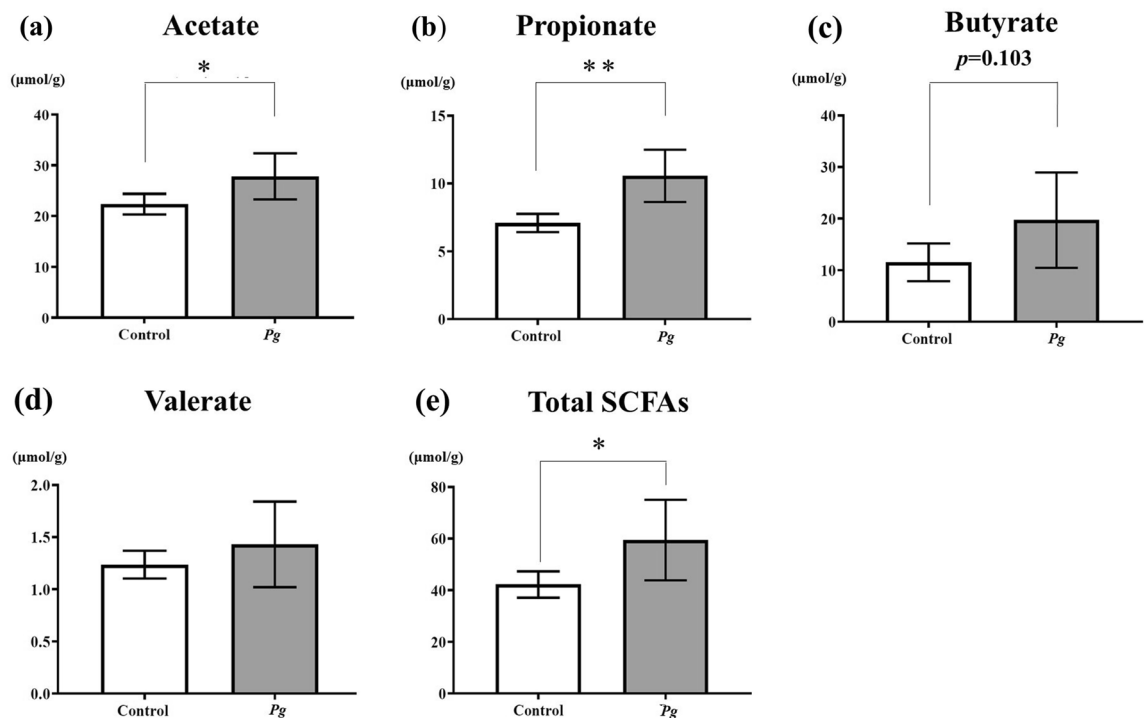 (a) Acetate
(μmol/g)
*
40
30
20
10
0
Control Pg
(b) Propionate
(μmol/g)
**
15
10
5
0
Control Pg
(c) Butyrate
p=0.103
(μmol/g)
40
30
20
10
0
Control Pg
(d) Valerate
(μmol/g)
2.0
1.5
1.0
0.5
0.0
Control Pg
(e) Total SCFAs
(μmol/g)
*
80
60
40
20
0
Control Pg